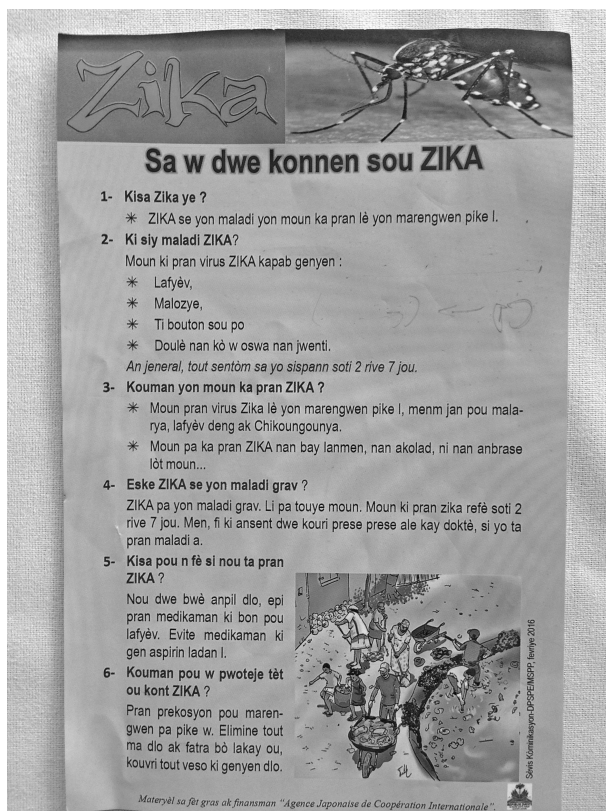 Zika
Sa w dwe konnen sou ZIKA
1- Kisa Zika ye ?
✳ ZIKA se yon maladi yon moun ka pran lè yon marengwen pike l.
2- Ki siy maladi ZIKA?
Moun ki pran virus ZIKA kapab genyen :
✳ Lafyèv,
✳ Malozye,
✳ Ti bouton sou po
✳ Doulè nan kò w oswa nan jwenti.
An jeneral, tout sentòm sa yo sispann soti 2 rive 7 jou.
3- Kouman yon moun ka pran ZIKA ?
✳ Moun pran virus Zika lè yon marengwen pike l, menm jan pou mala-
rya, lafyèv deng ak Chikoungounya.
✳ Moun pa ka pran ZIKA nan bay lanmen, nan akolad, ni nan anbrase
lòt moun...
4- Eske ZIKA se yon maladi grav ?
ZIKA pa yon maladi grav. Li pa touye moun. Moun ki pran zika refè soti 2
rive 7 jou. Men, fi ki ansent dwe kouri prese prese ale kay doktè, si yo ta
pran maladi a.
5- Kisa pou n fè si nou ta pran
ZIKA ?
Nou dwe bwè anpil dlo, epi
pran medikaman ki bon pou
lafyèv. Evite medikaman ki
gen aspirin ladan l.
6- Kouman pou w pwoteje tèt
ou kont ZIKA ?
Pran prekosyon pou maren-
gwen pa pike w. Elimine tout
ma dlo ak fatra bò lakay ou,
kouvri tout veso ki genyen dlo.
Sèvis Kòminikasyon-DPSPE/MSPP, fevriye 2016
Materyèl sa fèt gras ak finansman "Agence Japonaise de Coopération Internationale".